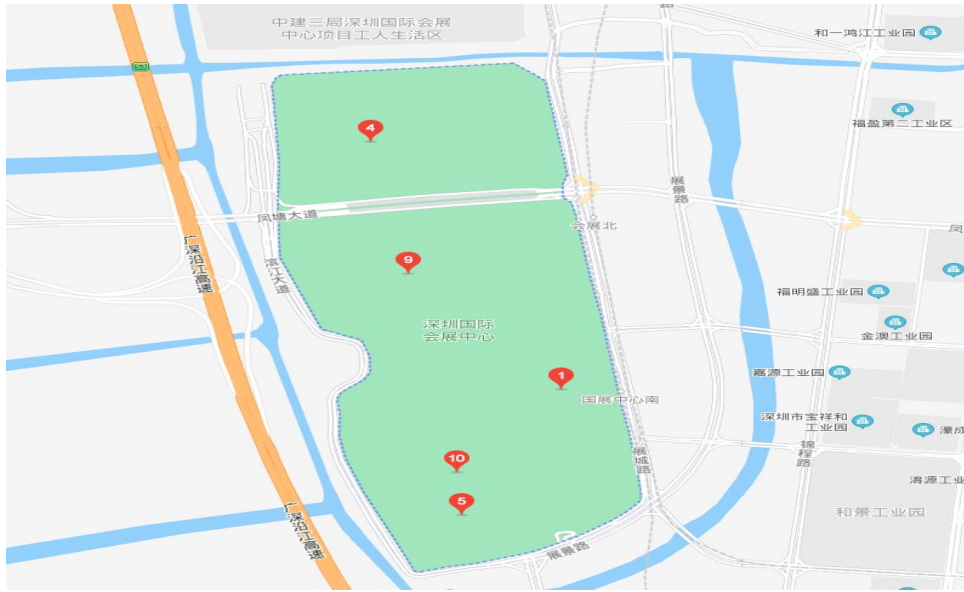 中建三局深圳国际会展
中心项目工人生活区
和一鸿江工业园
S3
福盈第二工业区
4
展景路
凤塘大道
会展北
凤
广深沿江高速
滨江大道
9
福明盛工业园
深圳国际
会展中心
金澳工业园
1
嘉源工业园
国展中心南
深圳市宝祥和
工业园
濠成
展城路
锦程路
10
清源工业
5
广深沿江高速
和景工业园
展景路